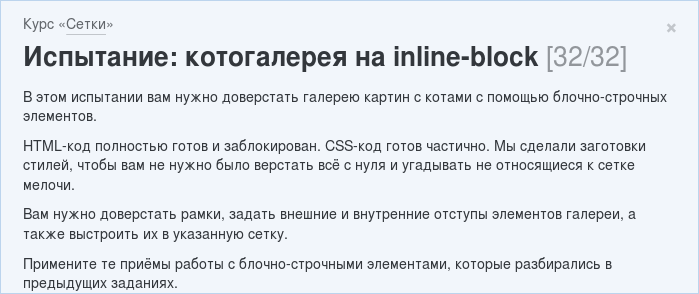 Курс «Сетки»
Испытание: котогалерея на inline-block [32/32]
В этом испытании вам нужно доверстать галерею картин с котами с помощью блочно-строчных
элементов.
HTML-код полностью готов и заблокирован. CSS-код готов частично. Мы сделали заготовки
стилей, чтобы вам не нужно было верстать всё с нуля и угадывать не относящиеся к сетке
мелочи.
Вам нужно доверстать рамки, задать внешние и внутренние отступы элементов галереи, а
также выстроить их в указанную сетку.
Примените те приёмы работы с блочно-строчными элементами, которые разбирались в
предыдущих заданиях.